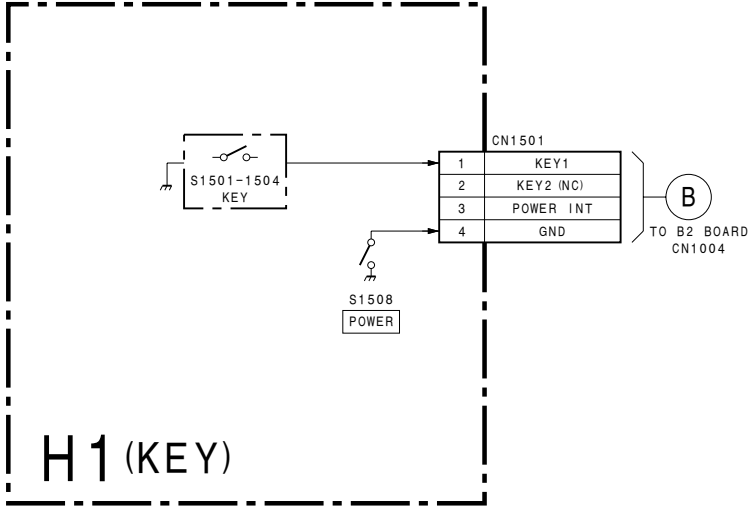 CN1501
1 KEY1
2 KEY2 (NC)
3 POWER INT
4 GND
S1501-1504
KEY
B
TO B2 BOARD
CN1004
S1508
POWER
H1 (KEY)